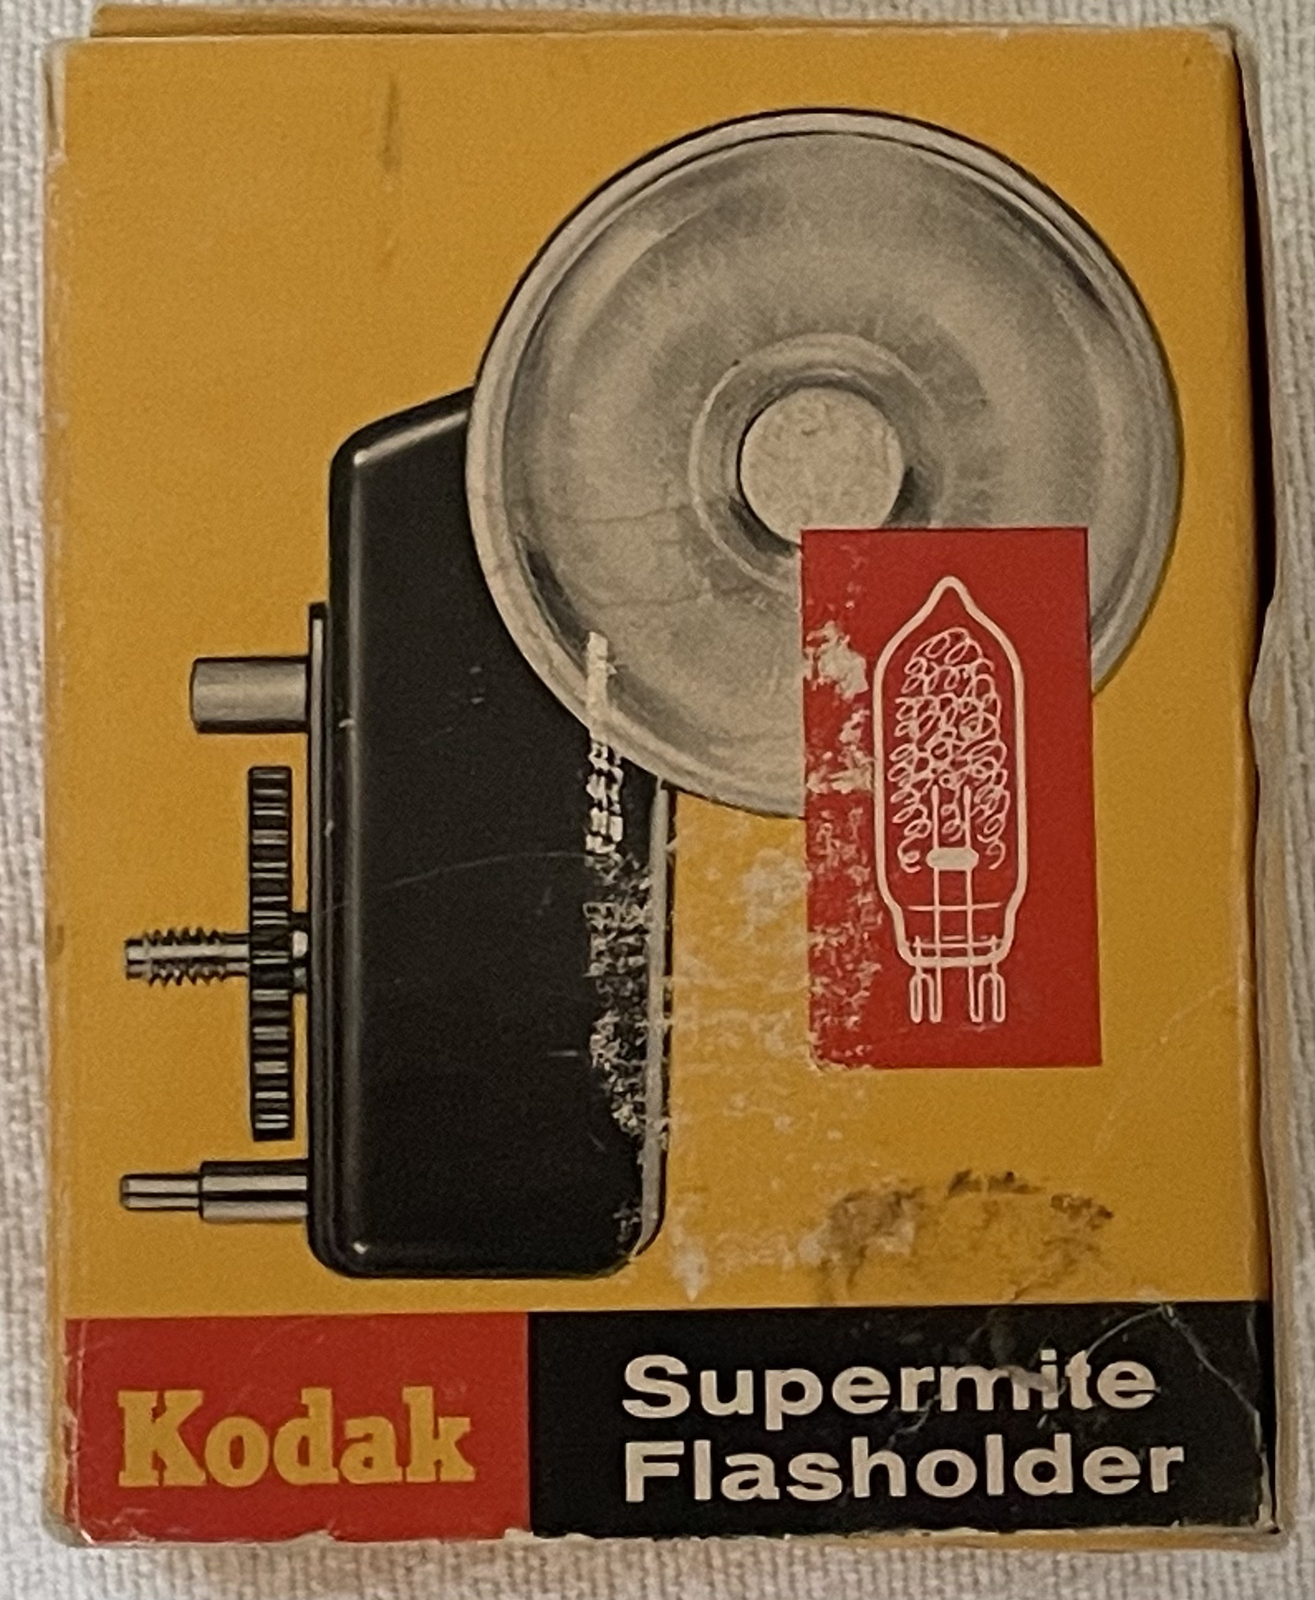 Kodak
Supermite
Flasholder